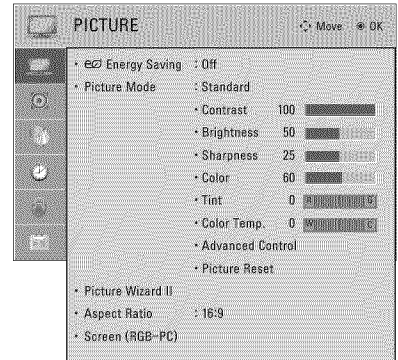 PICTURE
Move OK
• eco Energy Saving : Off
• Picture Mode : Standard
• Contrast 100
• Brightness 50
• Sharpness 25
• Color 60
• Tint 0 R G
• Color Temp. 0 W C
• Advanced Control
• Picture Reset
• Picture Wizard II
• Aspect Ratio : 16:9
• Screen (RGB-PC)